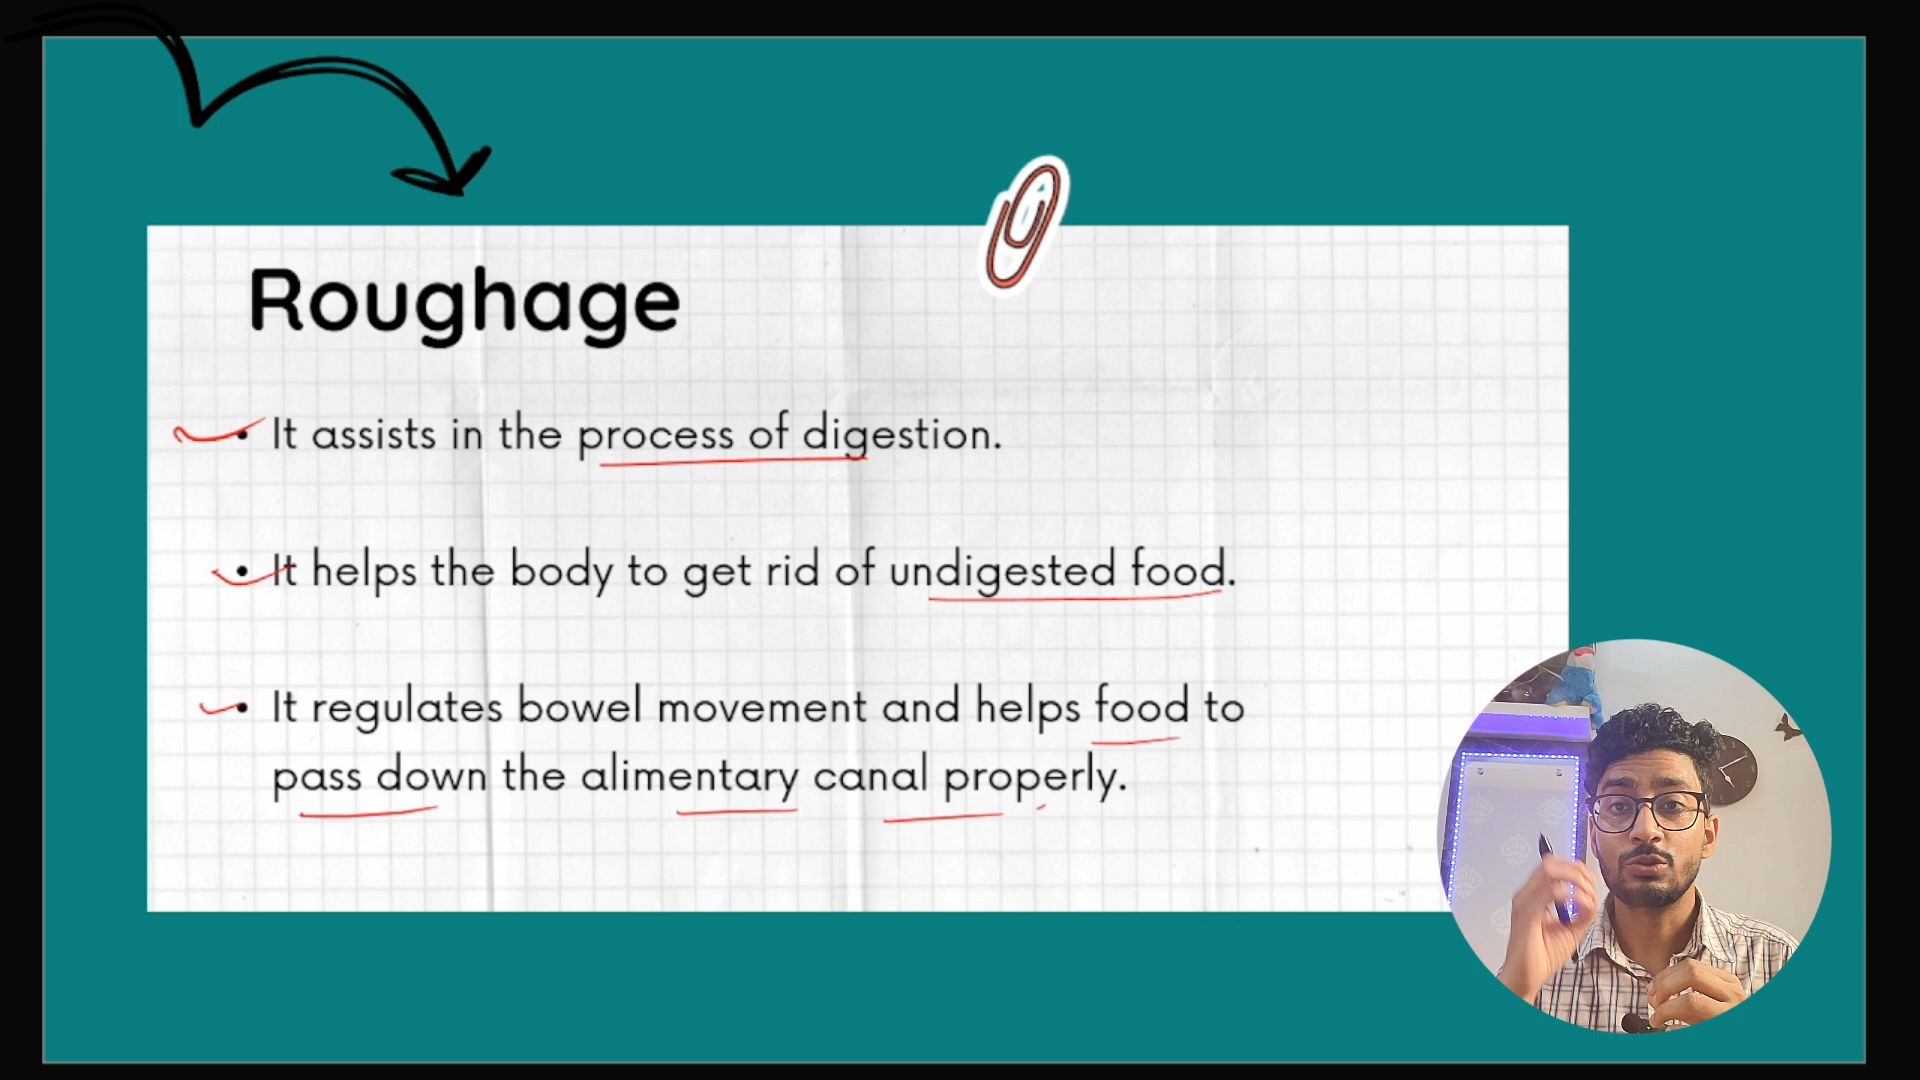 Roughage
• It assists in the process of digestion.
• It helps the body to get rid of undigested food.
• It regulates bowel movement and helps food to
pass down the alimentary canal properly.